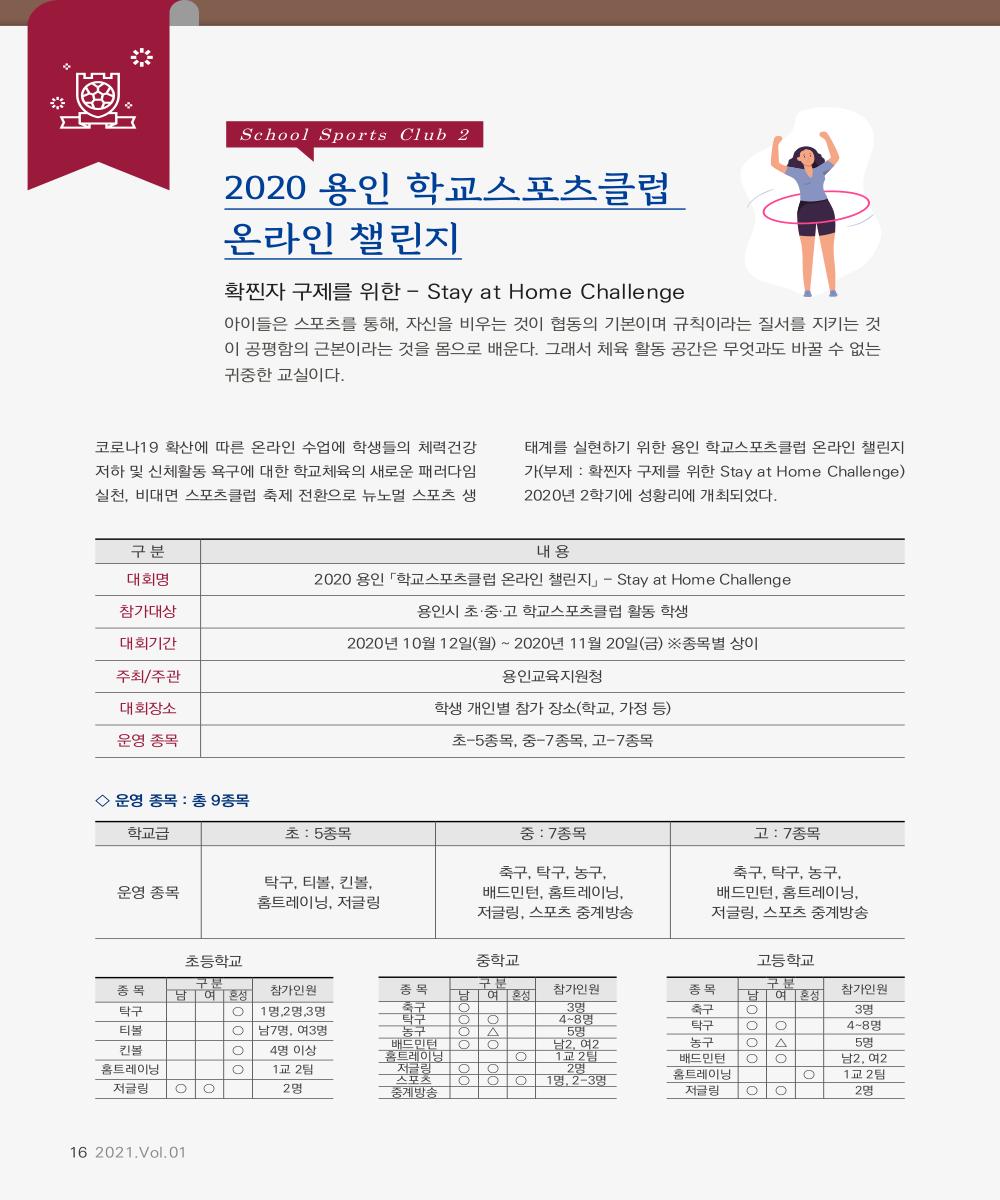 School Sports Club 2
2020 용인 학교스포츠클럽
온라인 챌린지
확찐자 구제를 위한 – Stay at Home Challenge
아이들은 스포츠를 통해, 자신을 비우는 것이 협동의 기본이며 규칙이라는 질서를 지키는 것
이 공평함의 근본이라는 것을 몸으로 배운다. 그래서 체육 활동 공간은 무엇과도 바꿀 수 없는
귀중한 교실이다.
코로나19 확산에 따른 온라인 수업에 학생들의 체력건강
저하 및 신체활동 욕구에 대한 학교체육의 새로운 패러다임
실천, 비대면 스포츠클럽 축제 전환으로 뉴노멀 스포츠 생
태계를 실현하기 위한 용인 학교스포츠클럽 온라인 챌린지
가(부제 : 확찐자 구제를 위한 Stay at Home Challenge)
2020년 2학기에 성황리에 개최되었다.
구 분 내 용
대회명 2020 용인 「학교스포츠클럽 온라인 챌린지」 – Stay at Home Challenge
참가대상 용인시 초·중·고 학교스포츠클럽 활동 학생
대회기간 2020년 10월 12일(월) ~ 2020년 11월 20일(금) ※종목별 상이
주최/주관 용인교육지원청
대회장소 학생 개인별 참가 장소(학교, 가정 등)
운영 종목 초–5종목, 중–7종목, 고–7종목
◇ 운영 종목 : 총 9종목
학교급 초 : 5종목 중 : 7종목 고 : 7종목
운영 종목
탁구, 티볼, 킨볼,
홈트레이닝, 저글링
축구, 탁구, 농구,
배드민턴, 홈트레이닝,
저글링, 스포츠 중계방송
축구, 탁구, 농구,
배드민턴, 홈트레이닝,
저글링, 스포츠 중계방송
초등학교
종 목 구 분 참가인원
남 여 혼성
탁구 ○ 1명,2명,3명
티볼 ○ 남7명, 여3명
킨볼 ○ 4명 이상
홈트레이닝 ○ 1교 2팀
저글링 ○ ○ 2명
중학교
종 목 구 분 참가인원
남 여 혼성
축구 ○ 3명
탁구 ○ ○ 4~8명
농구 ○ △ 5명
배드민턴 ○ ○ 남2, 여2
홈트레이닝 ○ 1교 2팀
저글링 ○ ○ 2명
스포츠 ○ ○ ○ 1명, 2–3명
중계방송
고등학교
종 목 구 분 참가인원
남 여 혼성
축구 ○ 3명
탁구 ○ ○ 4~8명
농구 ○ △ 5명
배드민턴 ○ ○ 남2, 여2
홈트레이닝 ○ 1교 2팀
저글링 ○ ○ 2명
16 2021.Vol.01